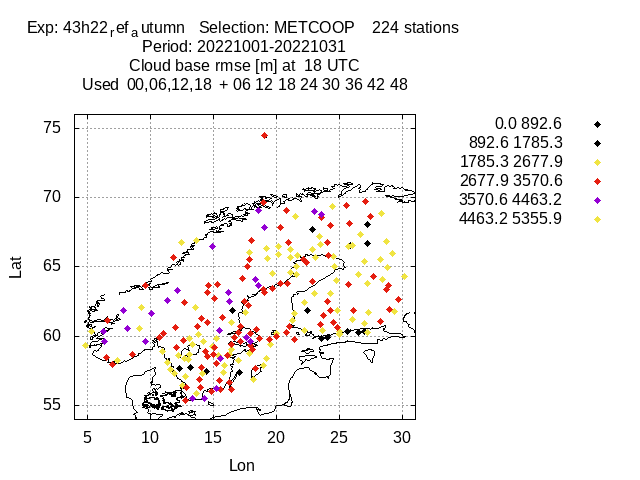 Exp: 43h22ref autumn   Selection: METCOOP    224 stations
Period: 20221001-20221031
Cloud base rmse [m] at  18 UTC
Used  00,06,12,18  + 06 12 18 24 30 36 42 48
0.0 892.6
892.6 1785.3
1785.3 2677.9
2677.9 3570.6
3570.6 4463.2
4463.2 5355.9
75
70
65
60
55
Lat
5 10 15 20 25 30
Lon